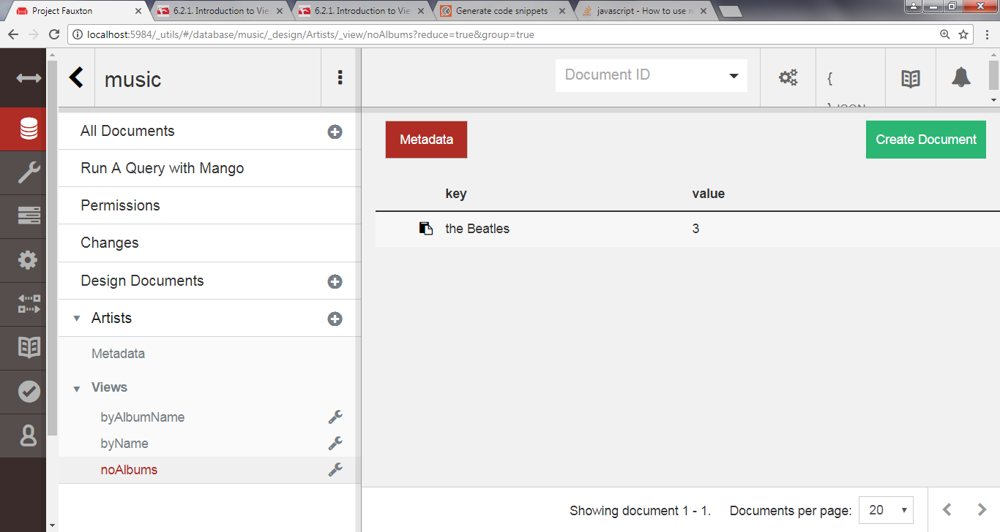 Project Fauxton
6.2.1. Introduction to Vie
6.2.1. Introduction to Vie
Generate code snippets
javascript - How to use re
localhost:5984/_utils/#/database/music/_design/Artists/_view/noAlbums?reduce=true&group=true
music
Document ID
{
Metadata
Create Document
All Documents
Run A Query with Mango
Permissions
Changes
Design Documents
Artists
Metadata
Views
byAlbumName
byName
noAlbums
key value
the Beatles 3
Showing document 1 - 1. Documents per page: 20